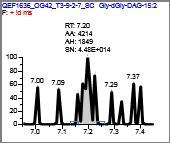 QEF1636_OG42_T3-9-2-7_SC Gly-dGly-DAG-15:2
F: + !d ms
RT: 7.20
AA: 4214
AH: 1849
SN: 4.48E+014
100
80
60
40
20
0
7.00
7.09
7.29
7.37
7.0 7.1 7.2 7.3 7.4